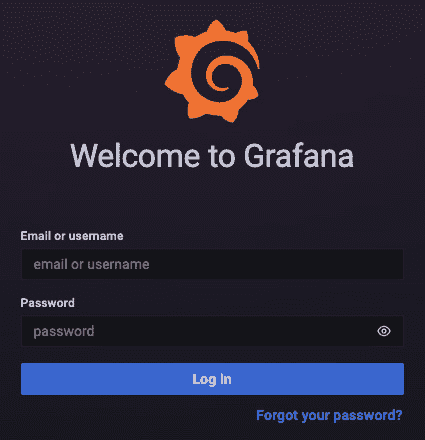 Welcome to Grafana
Email or username
email or username
Password
password
Log in
Forgot your password?